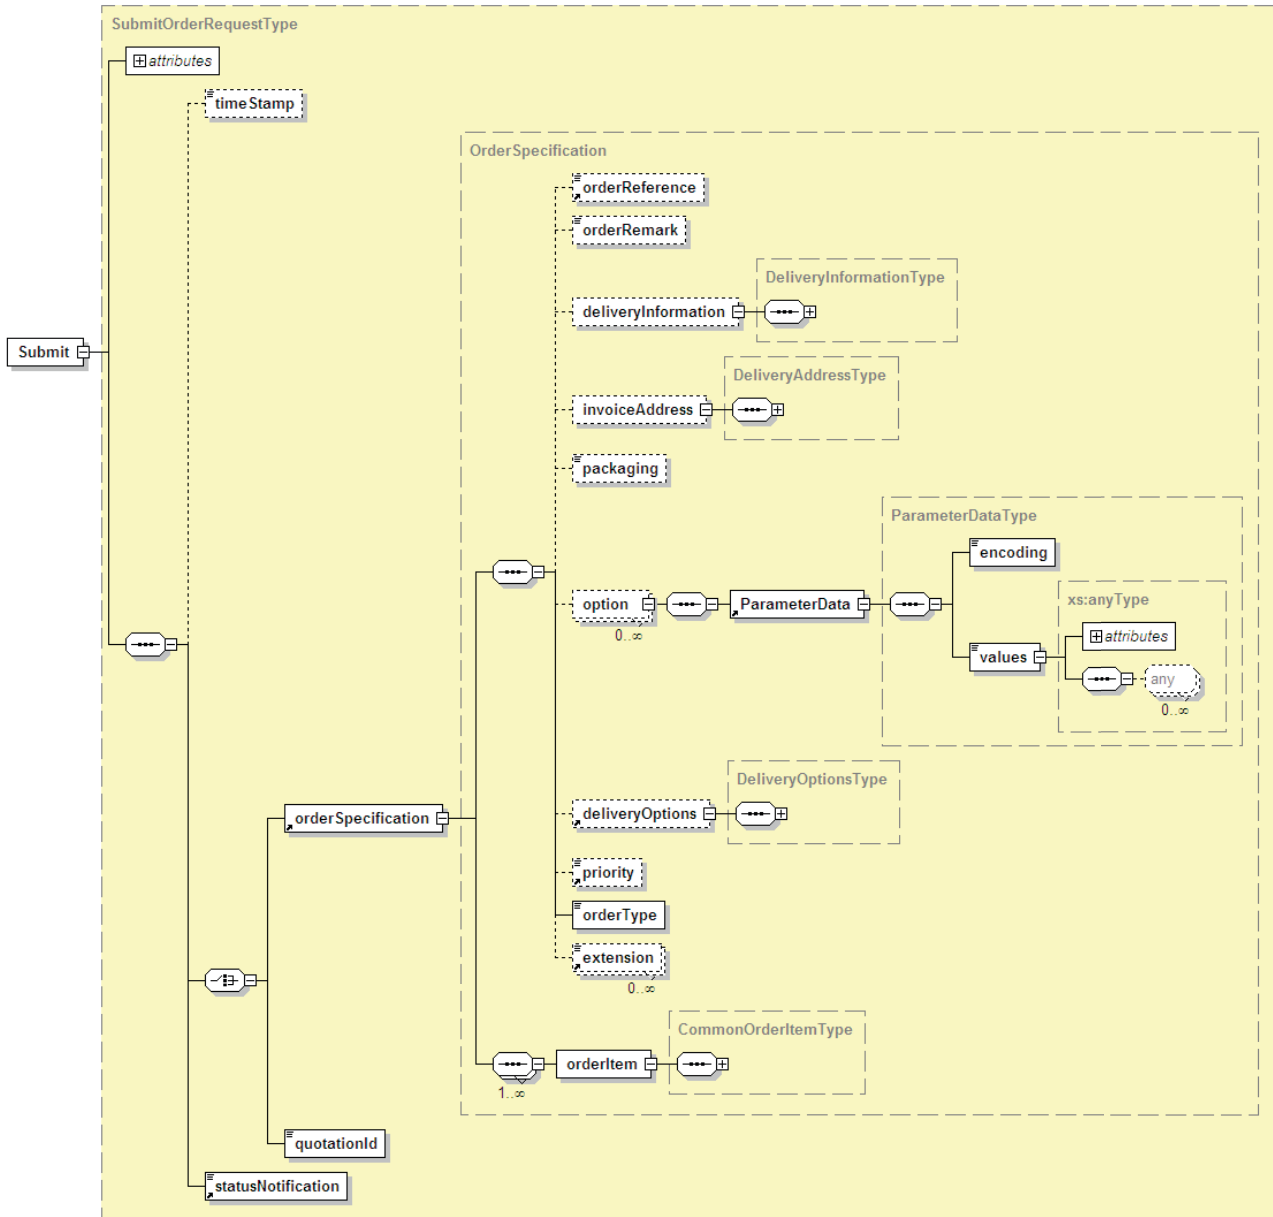 SubmitOrderRequestType
attributes
timeStamp
OrderSpecification
orderReference
orderRemark
DeliveryInformationType
deliveryInformation
Submit
DeliveryAddressType
invoiceAddress
packaging
ParameterDataType
encoding
xs:anyType
option
ParameterData
0..∞
attributes
values
any
0..∞
DeliveryOptionsType
deliveryOptions
orderSpecification
priority
orderType
extension
0..∞
CommonOrderItemType
orderItem
1..∞
quotationId
statusNotification